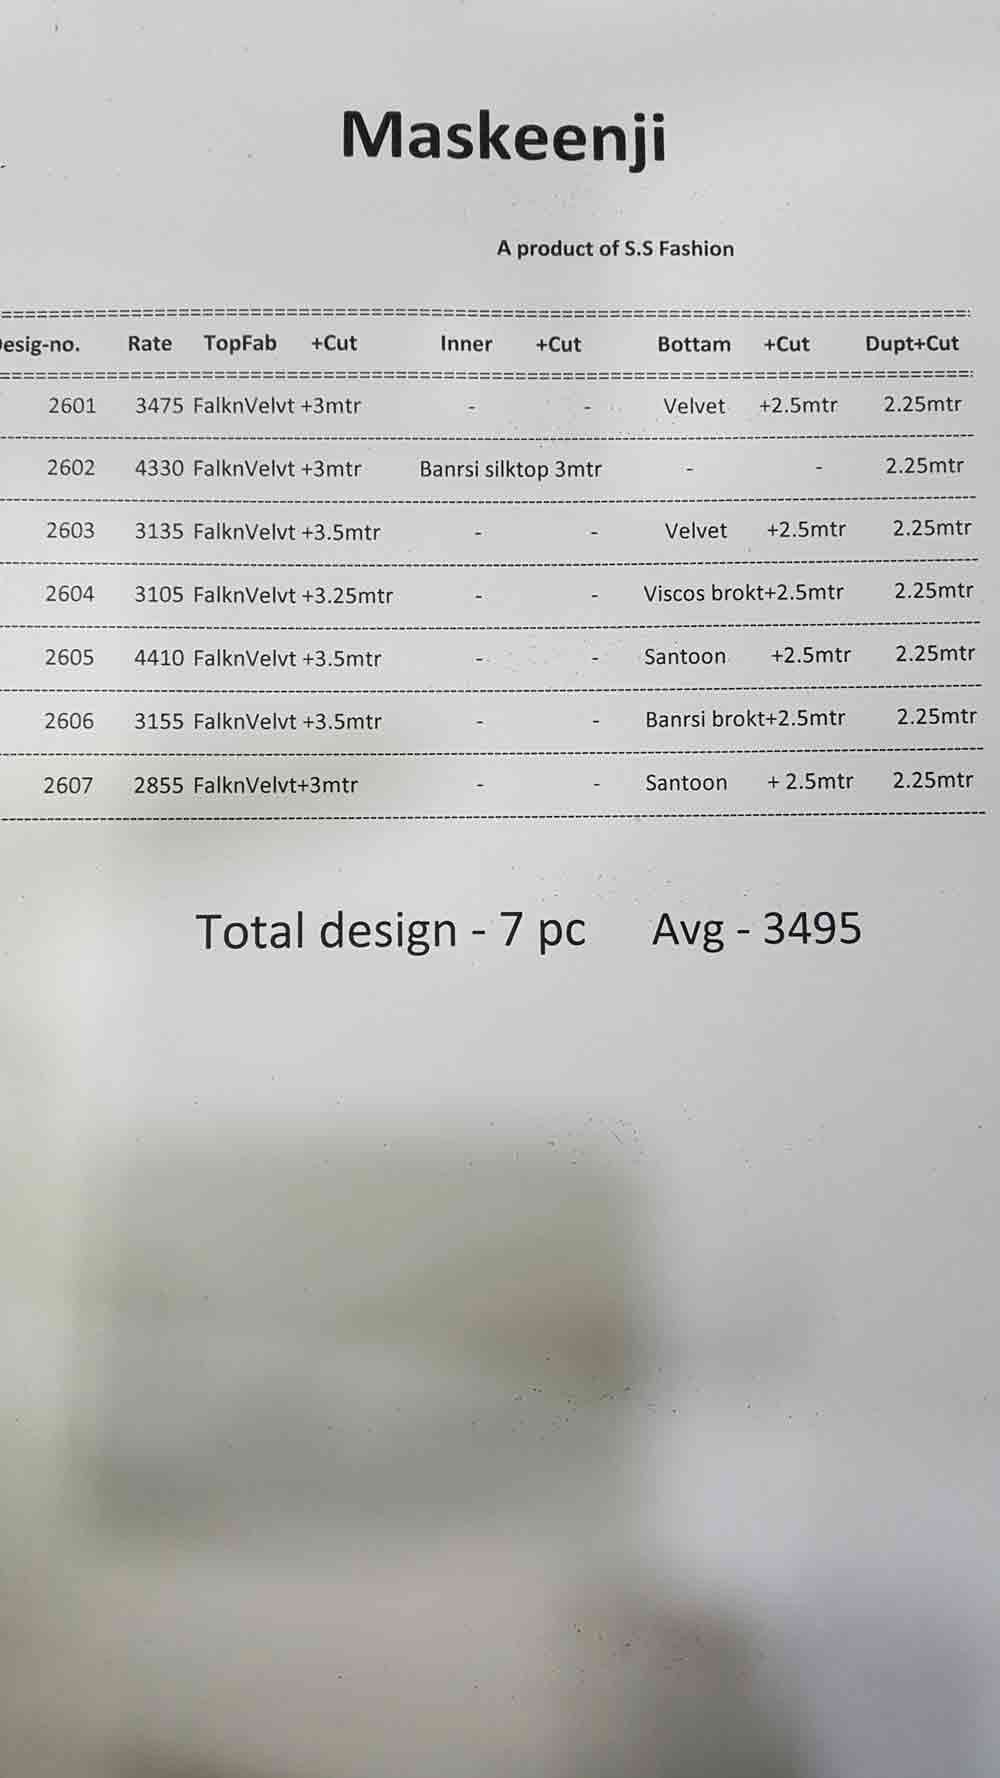 Maskeenji
A product of S.S Fashion
=====================================================================================
esig-no. Rate TopFab +Cut Inner +Cut Bottam +Cut Dupt+Cut
=====================================================================================
2601 3475 FalknVelvt +3mtr - - Velvet +2.5mtr 2.25mtr
2602 4330 FalknVelvt +3mtr Banrsi silktop 3mtr - - 2.25mtr
2603 3135 FalknVelvt +3.5mtr - - Velvet +2.5mtr 2.25mtr
2604 3105 FalknVelvt +3.25mtr - - Viscos brokt+2.5mtr 2.25mtr
2605 4410 FalknVelvt +3.5mtr - - Santoon +2.5mtr 2.25mtr
2606 3155 FalknVelvt +3.5mtr - - Banrsi brokt+2.5mtr 2.25mtr
2607 2855 FalknVelvt+3mtr - - Santoon + 2.5mtr 2.25mtr
Total design - 7 pc Avg - 3495